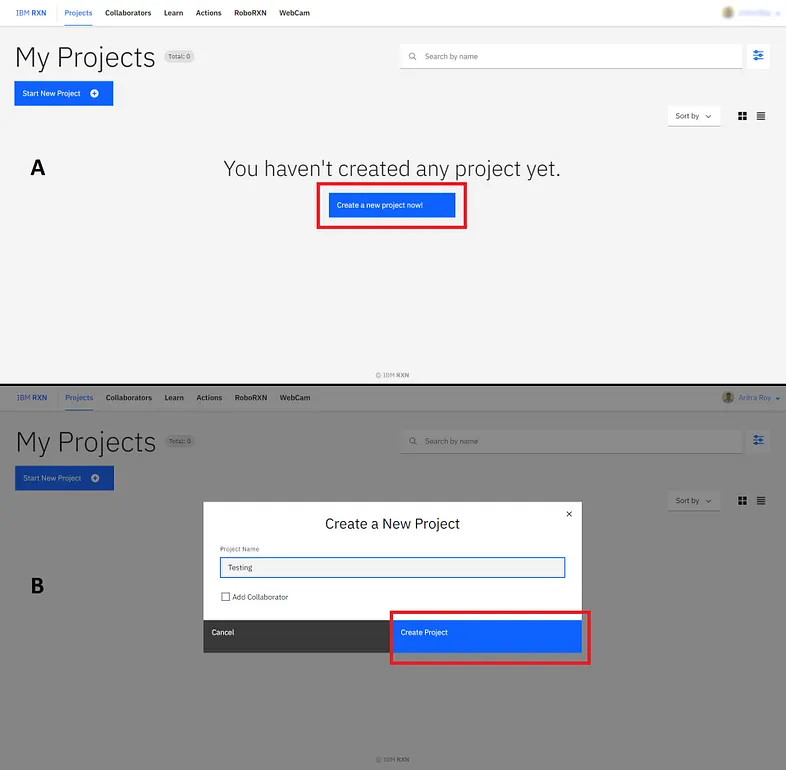 IBM RXN Projects Collaborators Learn Actions RoboRXN WebCam
My Projects Total: 0
Search by name
Start New Project
Sort by
A
You haven't created any project yet.
Create a new project now!
© IBM RXN
IBM RXN Projects Collaborators Learn Actions RoboRXN WebCam Aritra Roy
My Projects Total: 0
Search by name
Start New Project
Sort by
Create a New Project
Project Name
Testing
B
Add Collaborator
Cancel Create Project
© IBM RXN